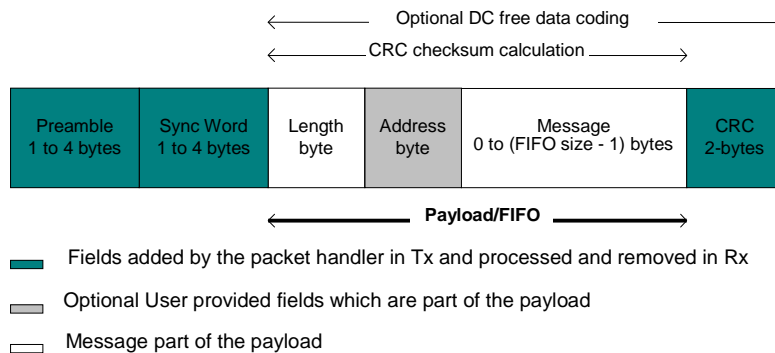 Optional DC free data coding
CRC checksum calculation
Preamble
1 to 4 bytes
Sync Word
1 to 4 bytes
Length
byte
Address
byte
Message
0 to (FIFO size - 1) bytes
CRC
2-bytes
Payload/FIFO
Fields added by the packet handler in Tx and processed and removed in Rx
Optional User provided fields which are part of the payload
Message part of the payload